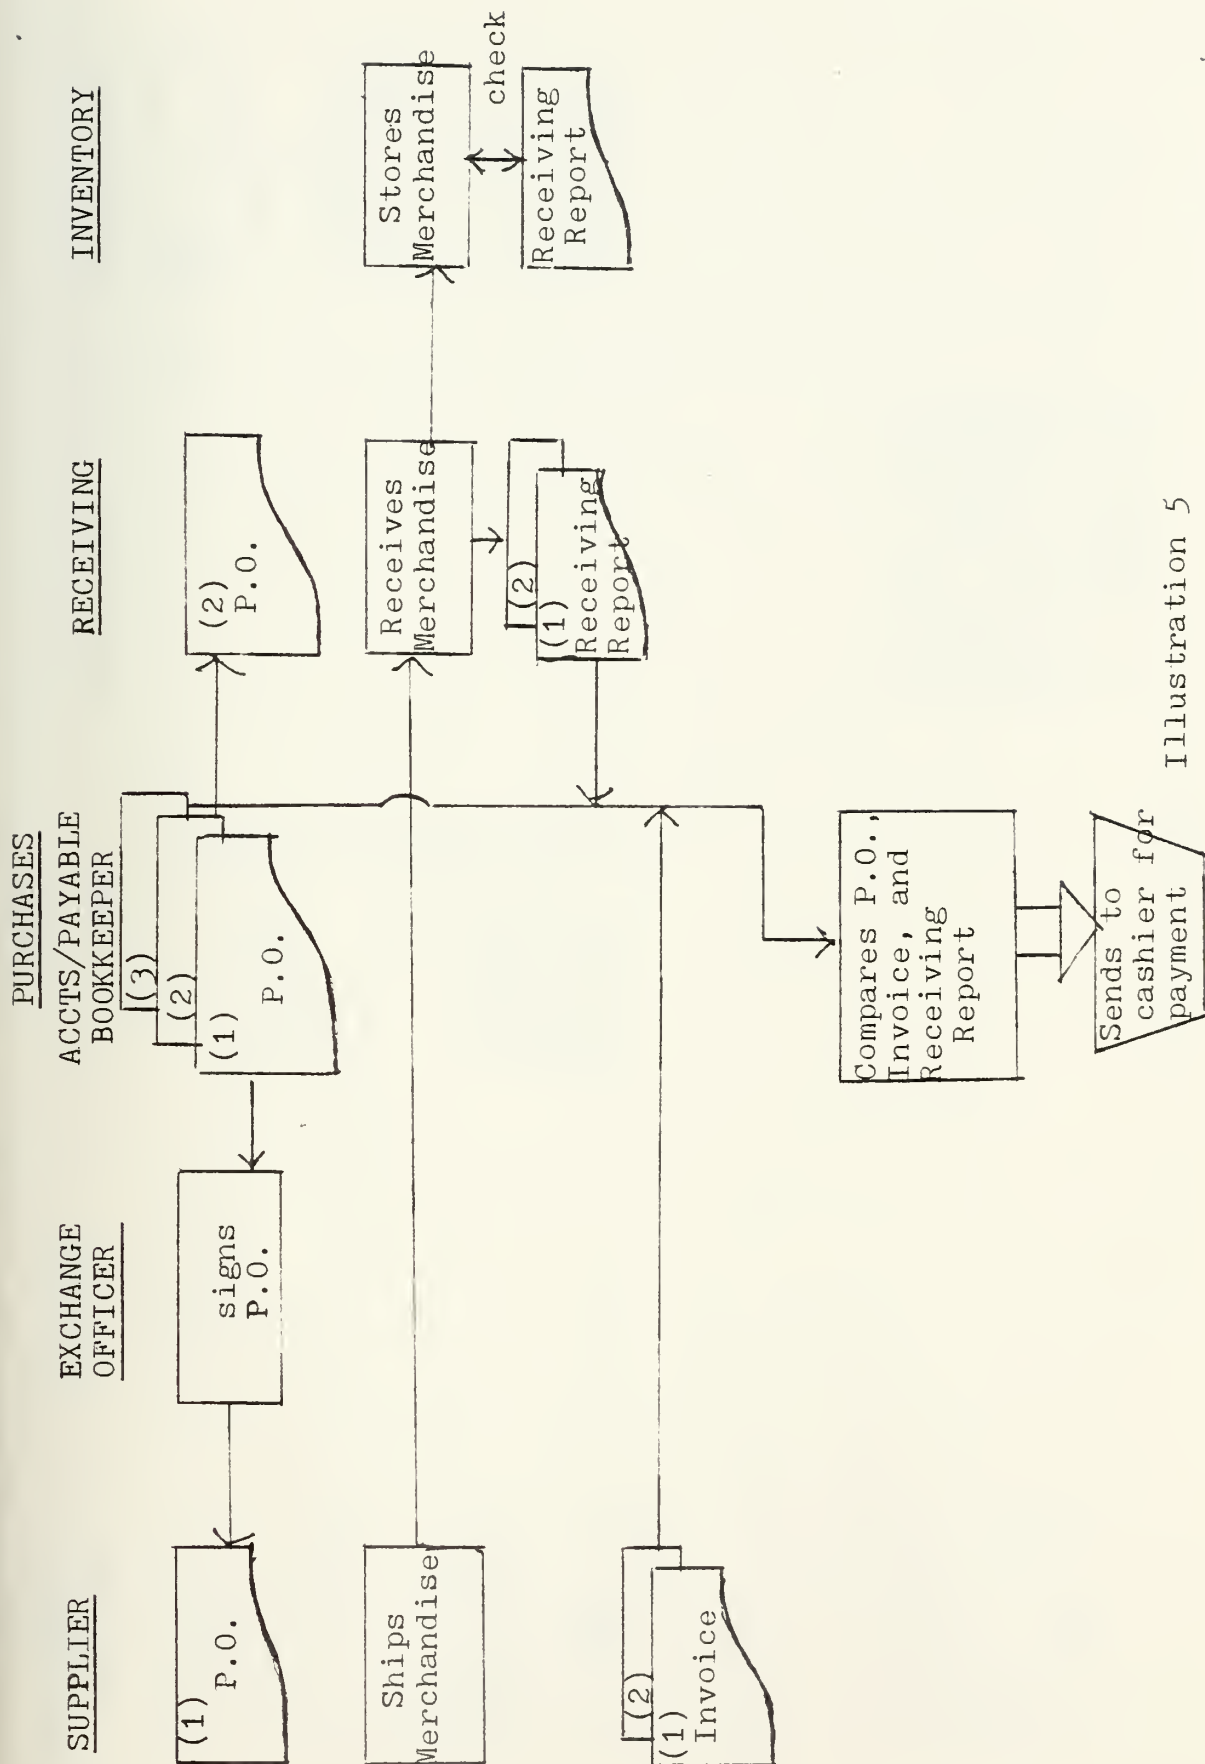 PURCHASES
SUPPLIER
EXCHANGE
OFFICER
ACCTS/PAYABLE
BOOKKEEPER
RECEIVING
INVENTORY
(1)
P.O.
signs
P.O.
(3)
(2)
(1)
P.O.
(2)
P.O.
Ships
Merchandise
Receives
Merchandise
Stores
Merchandise
check
(2)
(1)
Receiving
Report
Receiving
Report
(2)
(1)
Invoice
Compares P.O.,
Invoice, and
Receiving
Report
Sends to
cashier for
payment
Illustration 5